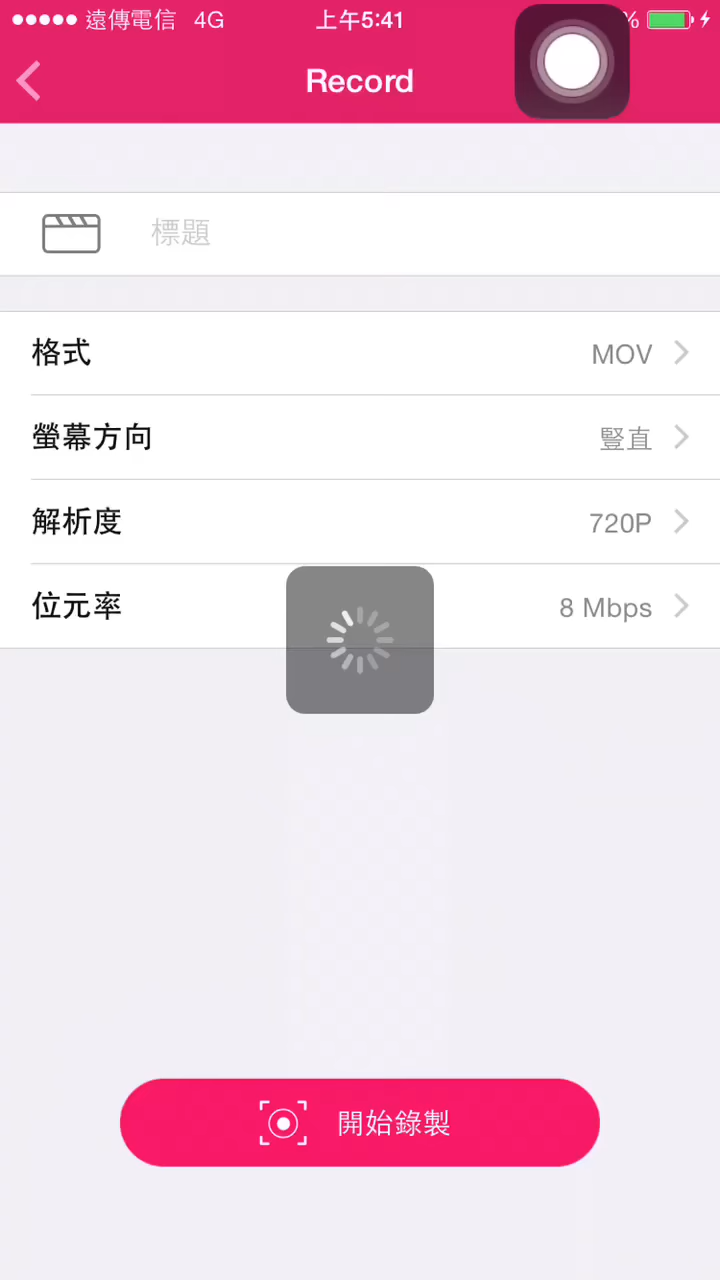 遠傳電信 4G 上午5:41 %
Record
標題
格式 MOV
螢幕方向 豎直
解析度 720P
位元率 8 Mbps
開始錄製